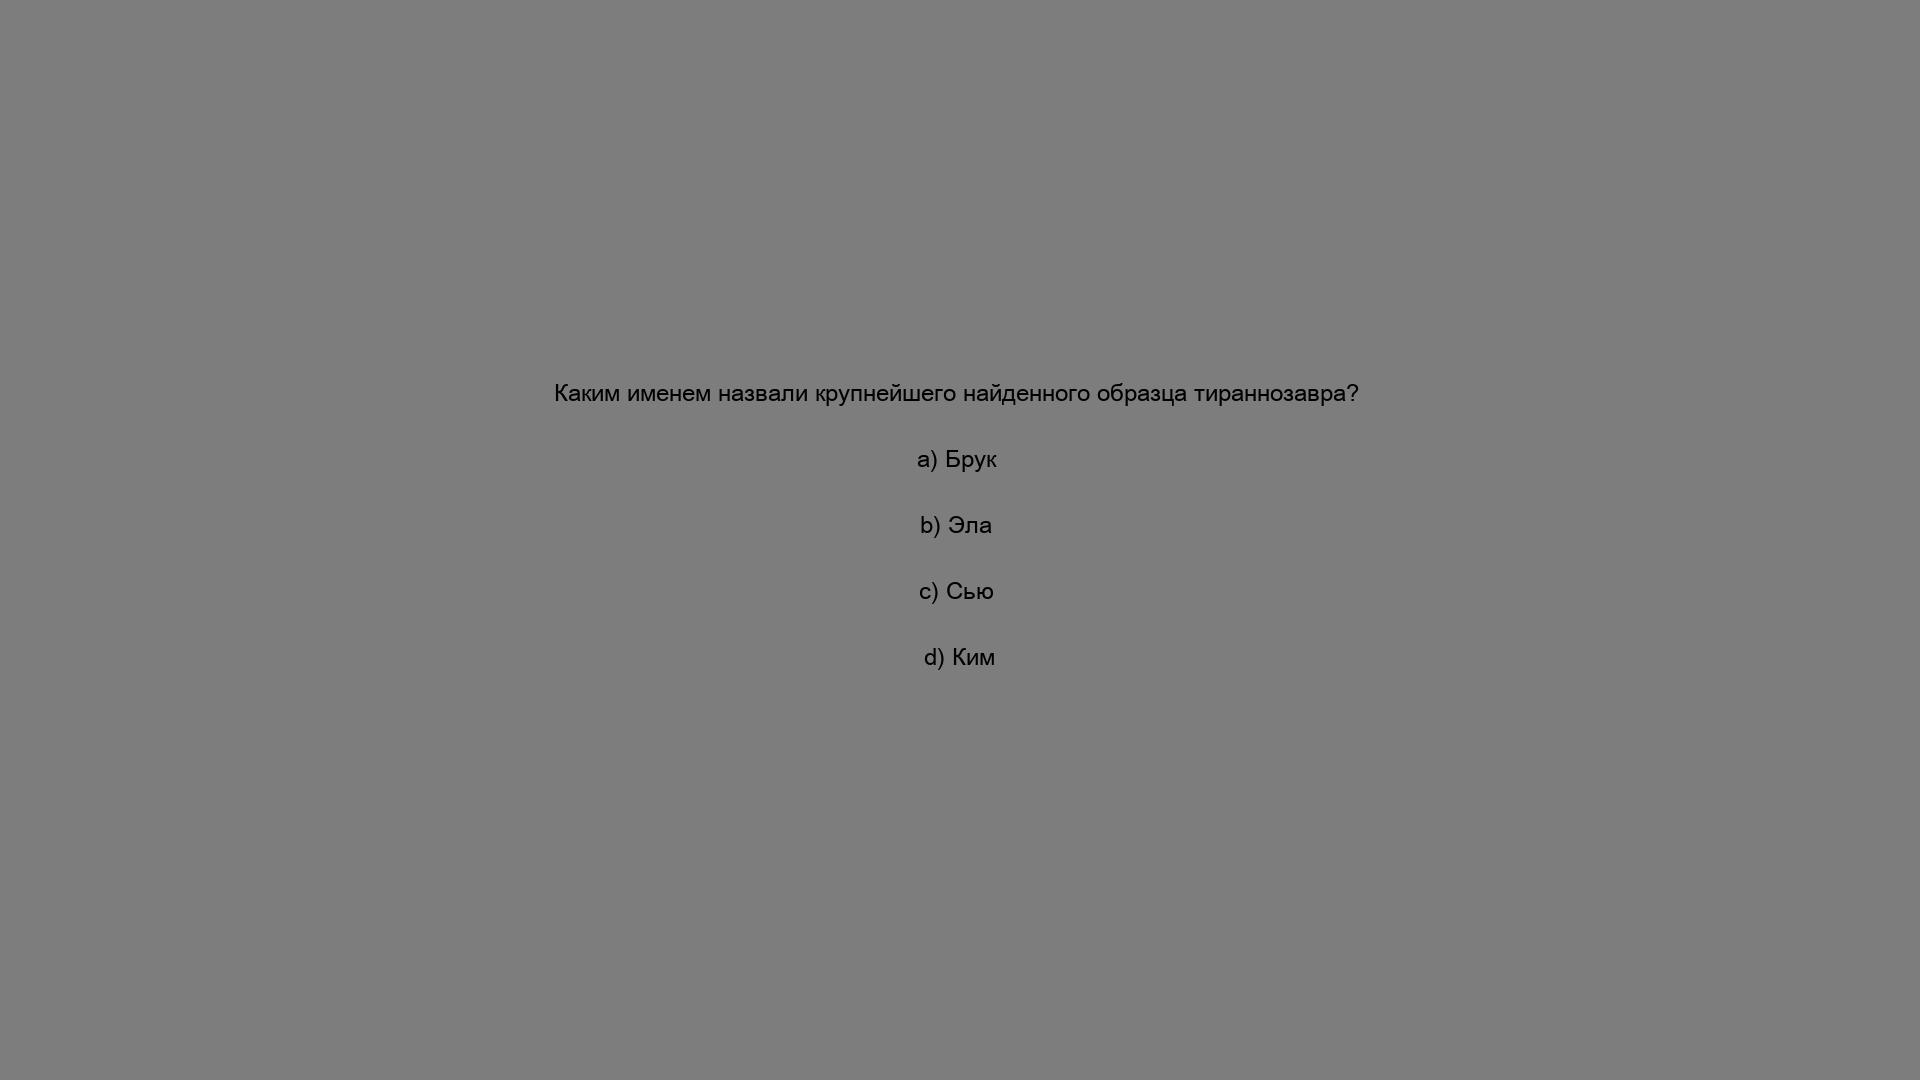 Каким именем назвали крупнейшего найденного образца тираннозавра?
a) Брук
b) Эла
c) Сью
d) Ким